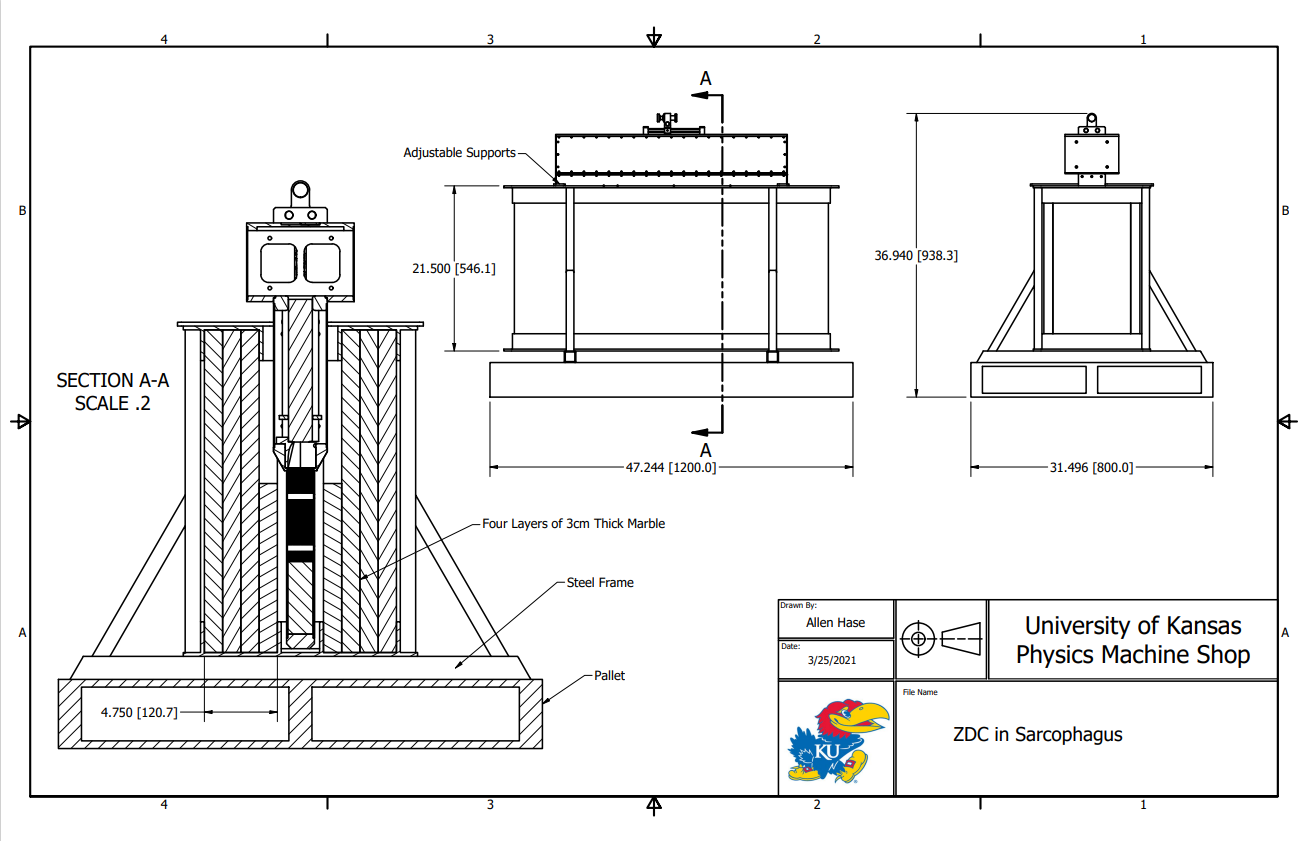 4 3 2 1
A
Adjustable Supports
B
B
21.500 [546.1]
36.940 [938.3]
SECTION A-A
SCALE .2
A
47.244 [1200.0]
31.496 [800.0]
Four Layers of 3cm Thick Marble
Steel Frame
Pallet
4.750 [120.7]
A
A
Drawn By:
Allen Hase
Date:
3/25/2021
University of Kansas
Physics Machine Shop
KU
File Name
ZDC in Sarcophagus
4 3 2 1